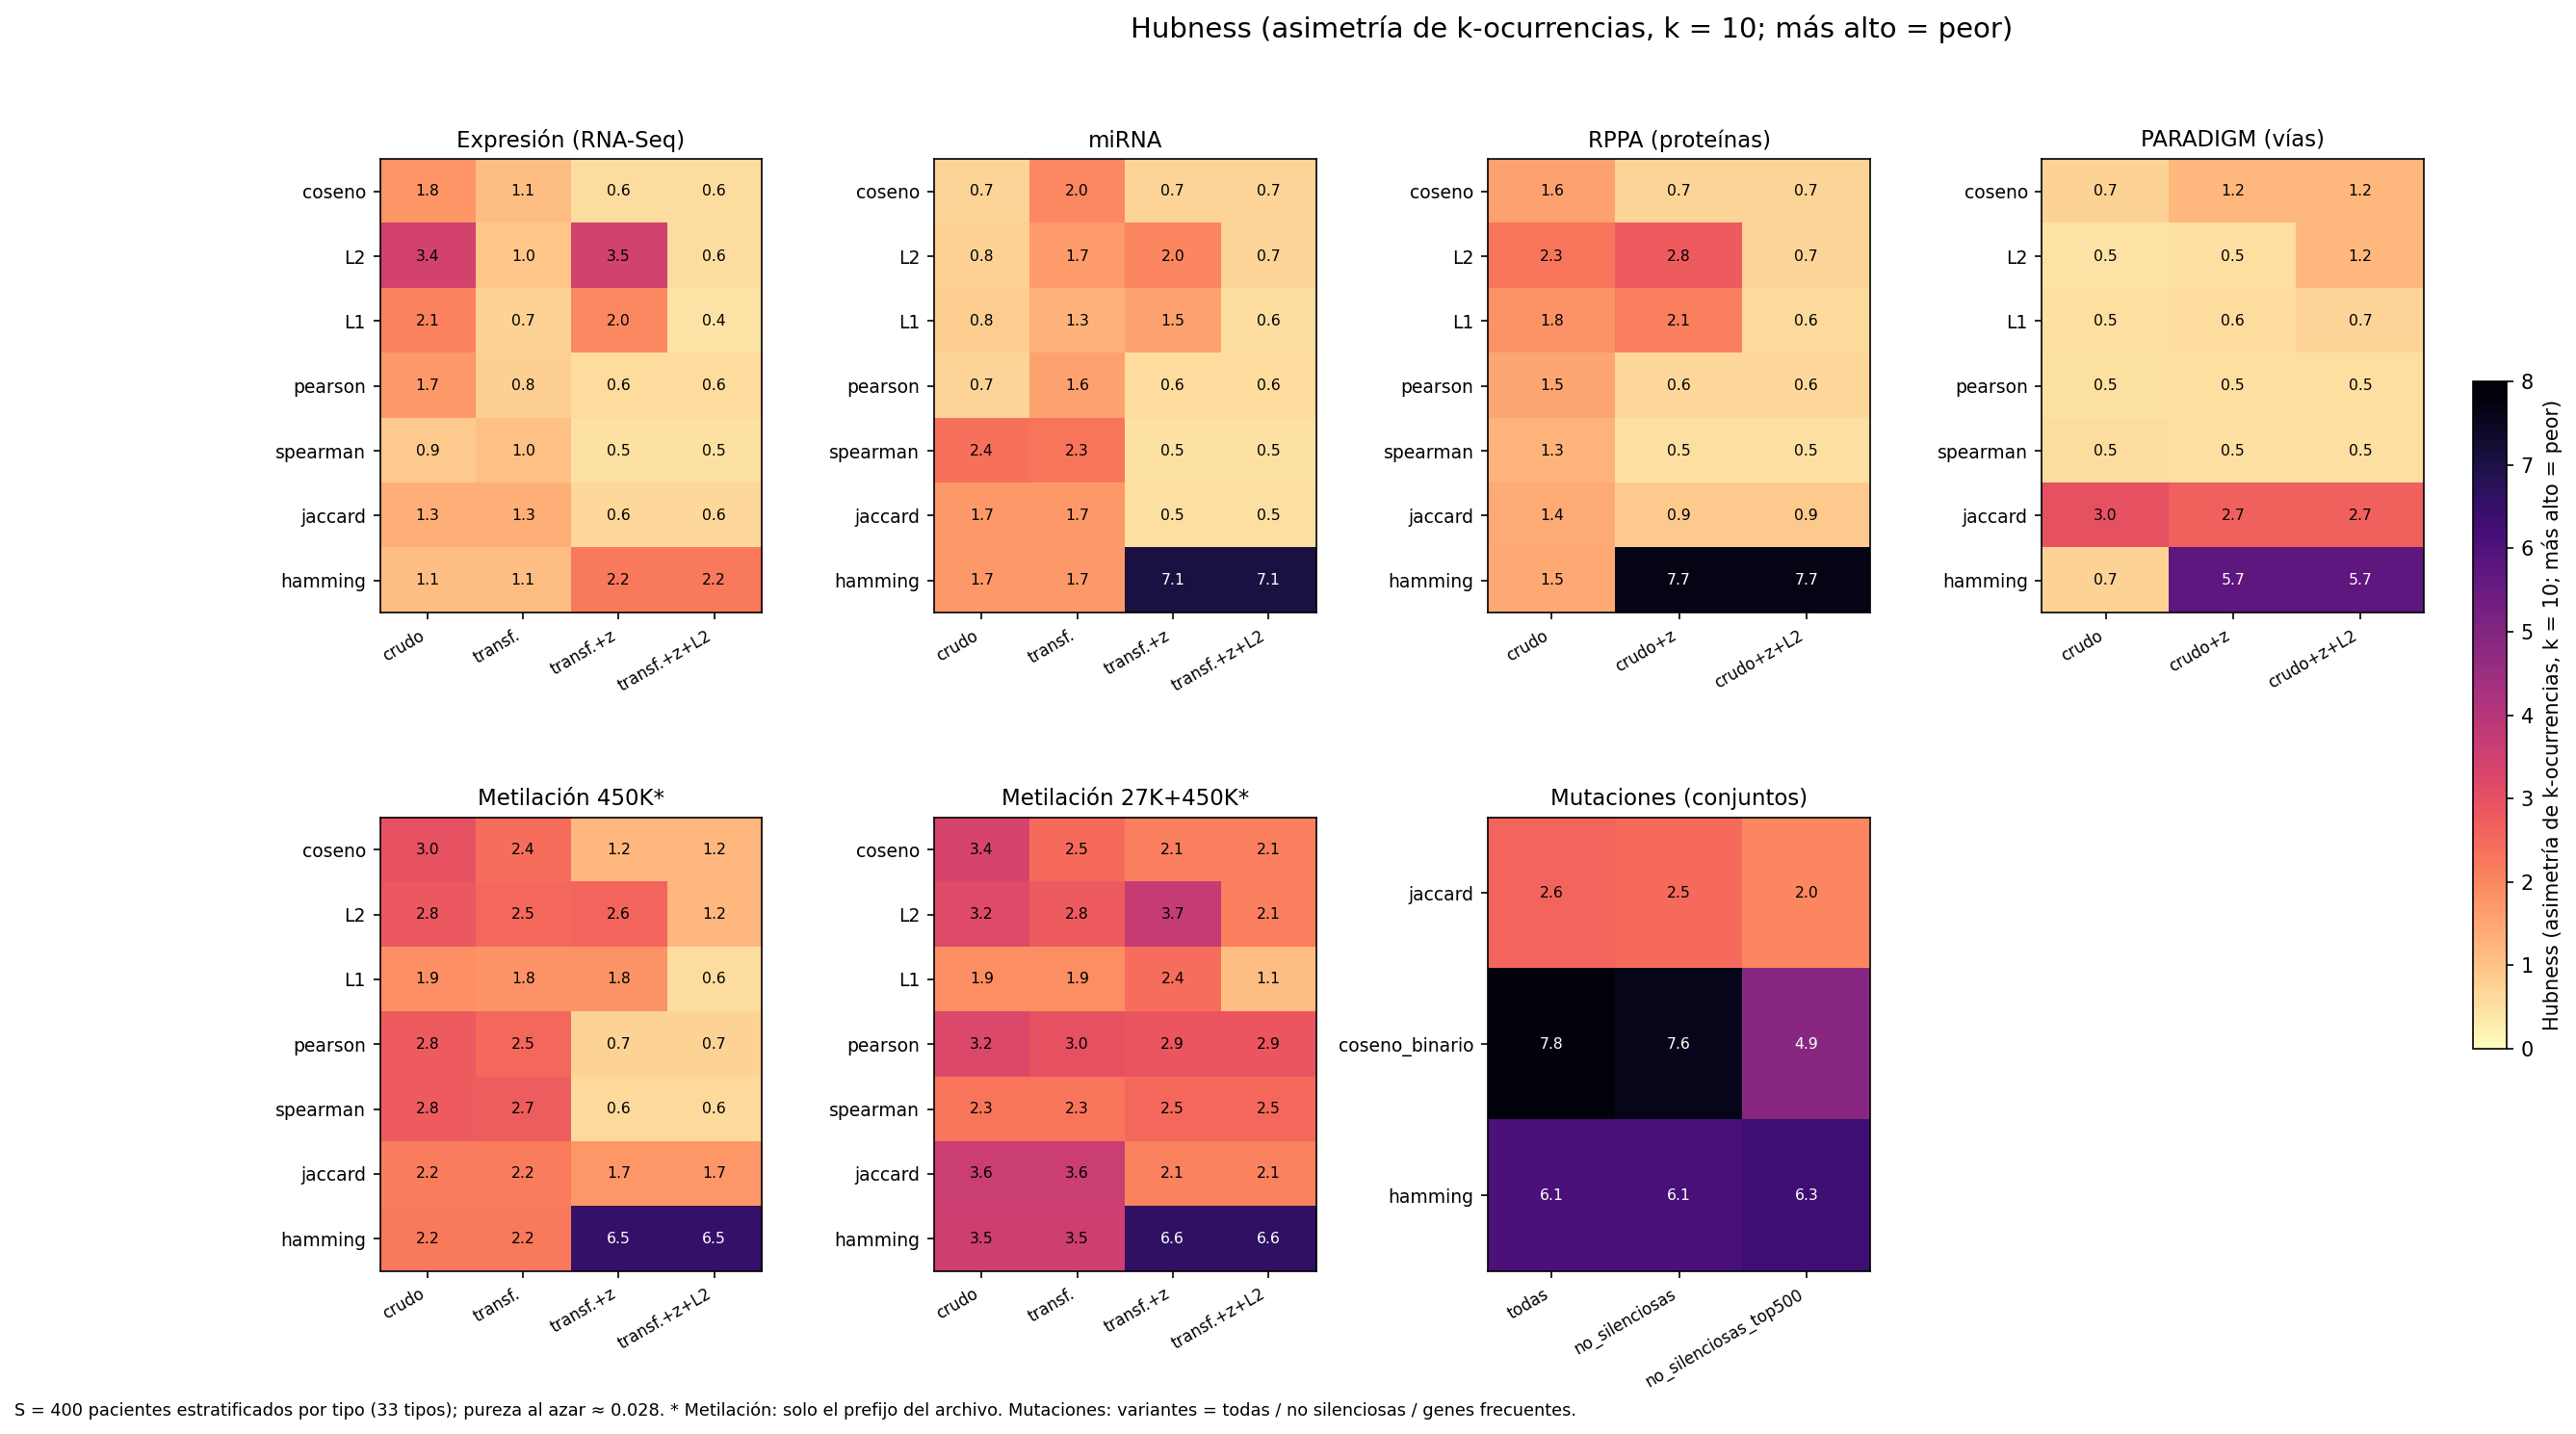 Hubness (asimetría de k-ocurrencias, k = 10; más alto = peor)
Expresión (RNA-Seq)
coseno 1.8 1.1 0.6 0.6
L2 3.4 1.0 3.5 0.6
L1 2.1 0.7 2.0 0.4
pearson 1.7 0.8 0.6 0.6
spearman 0.9 1.0 0.5 0.5
jaccard 1.3 1.3 0.6 0.6
hamming 1.1 1.1 2.2 2.2
crudo transf. transf.+z transf.+z+L2
miRNA
coseno 0.7 2.0 0.7 0.7
L2 0.8 1.7 2.0 0.7
L1 0.8 1.3 1.5 0.6
pearson 0.7 1.6 0.6 0.6
spearman 2.4 2.3 0.5 0.5
jaccard 1.7 1.7 0.5 0.5
hamming 1.7 1.7 7.1 7.1
crudo transf. transf.+z transf.+z+L2
RPPA (proteínas)
coseno 1.6 0.7 0.7
L2 2.3 2.8 0.7
L1 1.8 2.1 0.6
pearson 1.5 0.6 0.6
spearman 1.3 0.5 0.5
jaccard 1.4 0.9 0.9
hamming 1.5 7.7 7.7
crudo crudo+z crudo+z+L2
PARADIGM (vías)
coseno 0.7 1.2 1.2
L2 0.5 0.5 1.2
L1 0.5 0.6 0.7
pearson 0.5 0.5 0.5
spearman 0.5 0.5 0.5
jaccard 3.0 2.7 2.7
hamming 0.7 5.7 5.7
crudo crudo+z crudo+z+L2
Metilación 450K*
coseno 3.0 2.4 1.2 1.2
L2 2.8 2.5 2.6 1.2
L1 1.9 1.8 1.8 0.6
pearson 2.8 2.5 0.7 0.7
spearman 2.8 2.7 0.6 0.6
jaccard 2.2 2.2 1.7 1.7
hamming 2.2 2.2 6.5 6.5
crudo transf. transf.+z transf.+z+L2
Metilación 27K+450K*
coseno 3.4 2.5 2.1 2.1
L2 3.2 2.8 3.7 2.1
L1 1.9 1.9 2.4 1.1
pearson 3.2 3.0 2.9 2.9
spearman 2.3 2.3 2.5 2.5
jaccard 3.6 3.6 2.1 2.1
hamming 3.5 3.5 6.6 6.6
crudo transf. transf.+z transf.+z+L2
Mutaciones (conjuntos)
jaccard 2.6 2.5 2.0
coseno_binario 7.8 7.6 4.9
hamming 6.1 6.1 6.3
todas no_silenciosas no_silenciosas_top500
8
7
6
5
4
3
2
1
0
Hubness (asimetría de k-ocurrencias, k = 10; más alto = peor)
S = 400 pacientes estratificados por tipo (33 tipos); pureza al azar ≈ 0.028. * Metilación: solo el prefijo del archivo. Mutaciones: variantes = todas / no silenciosas / genes frecuentes.